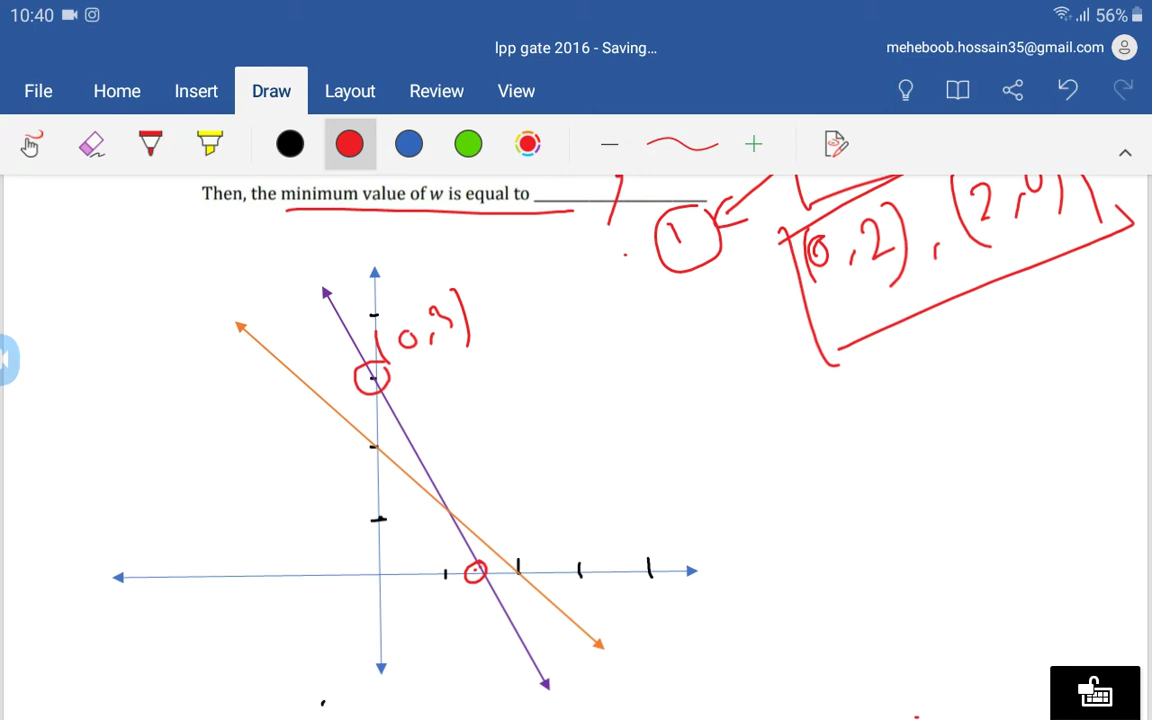 10:40 56%
lpp gate 2016 - Saving... meheboob.hossain35@gmail.com
File Home Insert Draw Layout Review View
Then, the minimum value of w is equal to ____________
1
(0,2), (2,0)
(0,3)